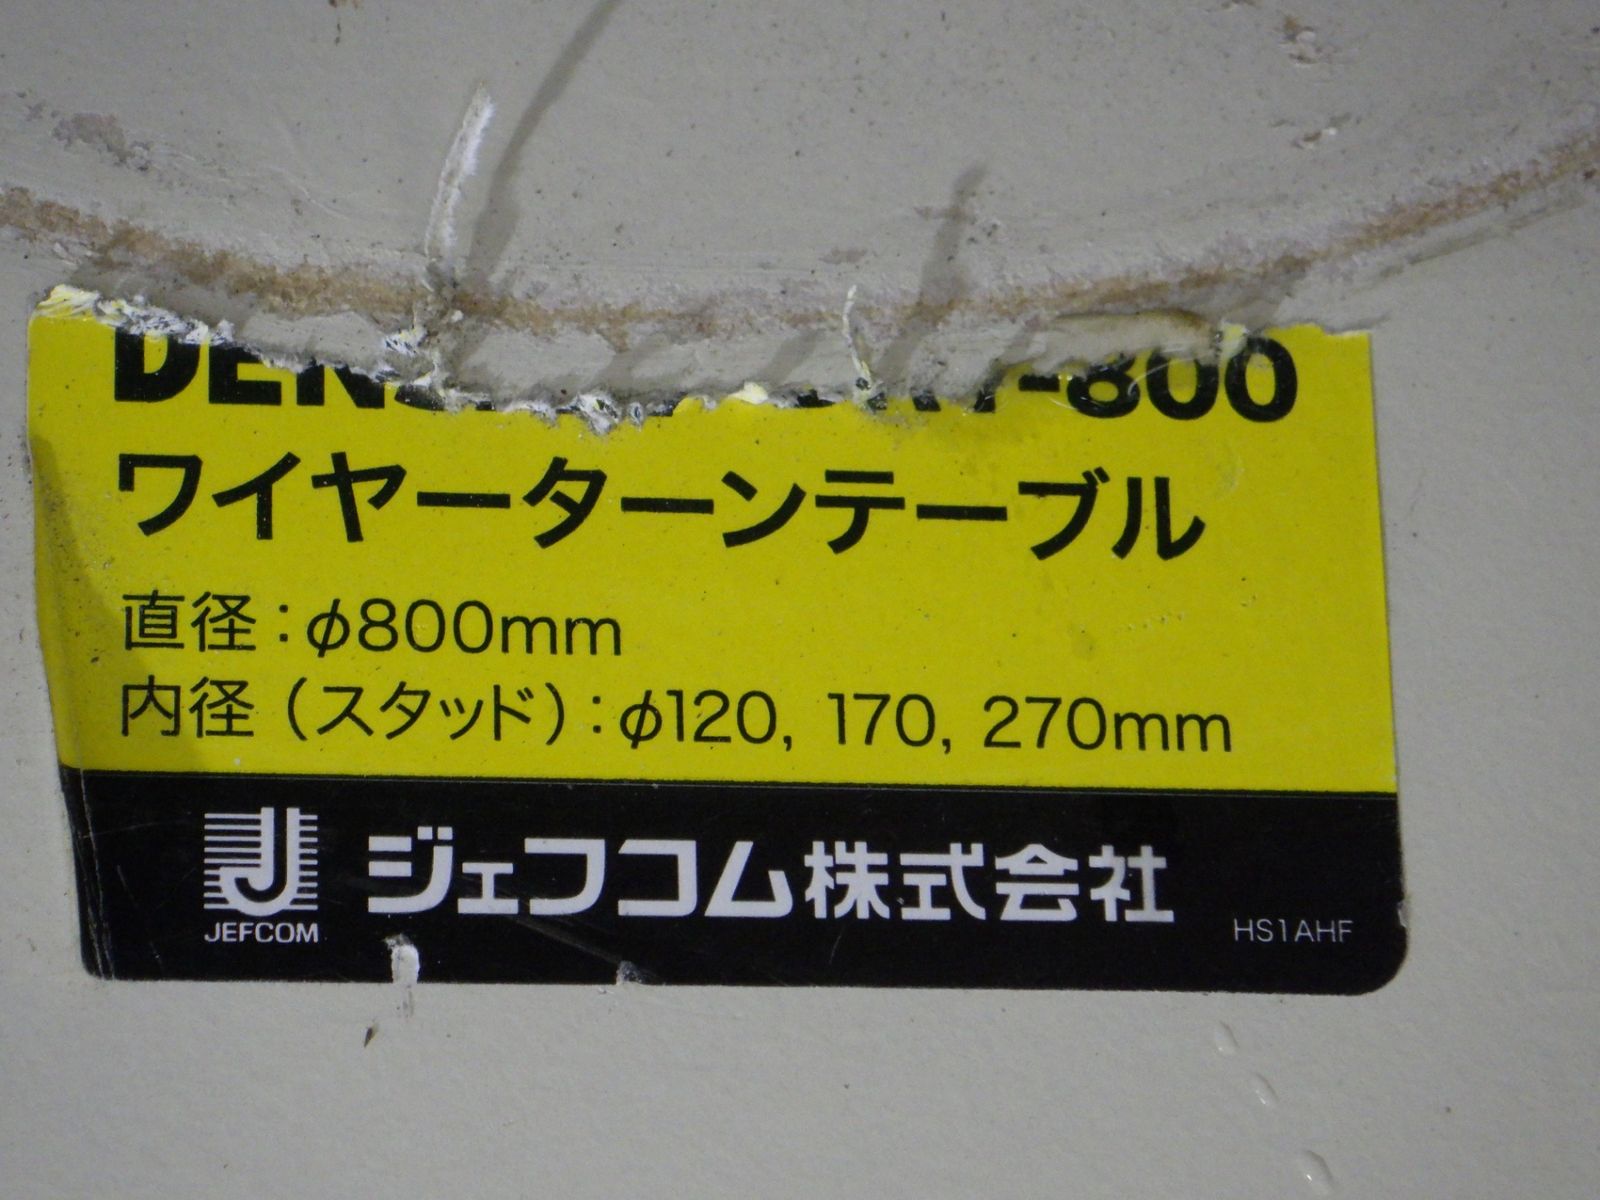 -800
ワイヤーターンテーブル
直径：φ800mm
内径（スタッド）：φ120, 170, 270mm
JEFCOM
ジェフコム株式会社
HS1AHF